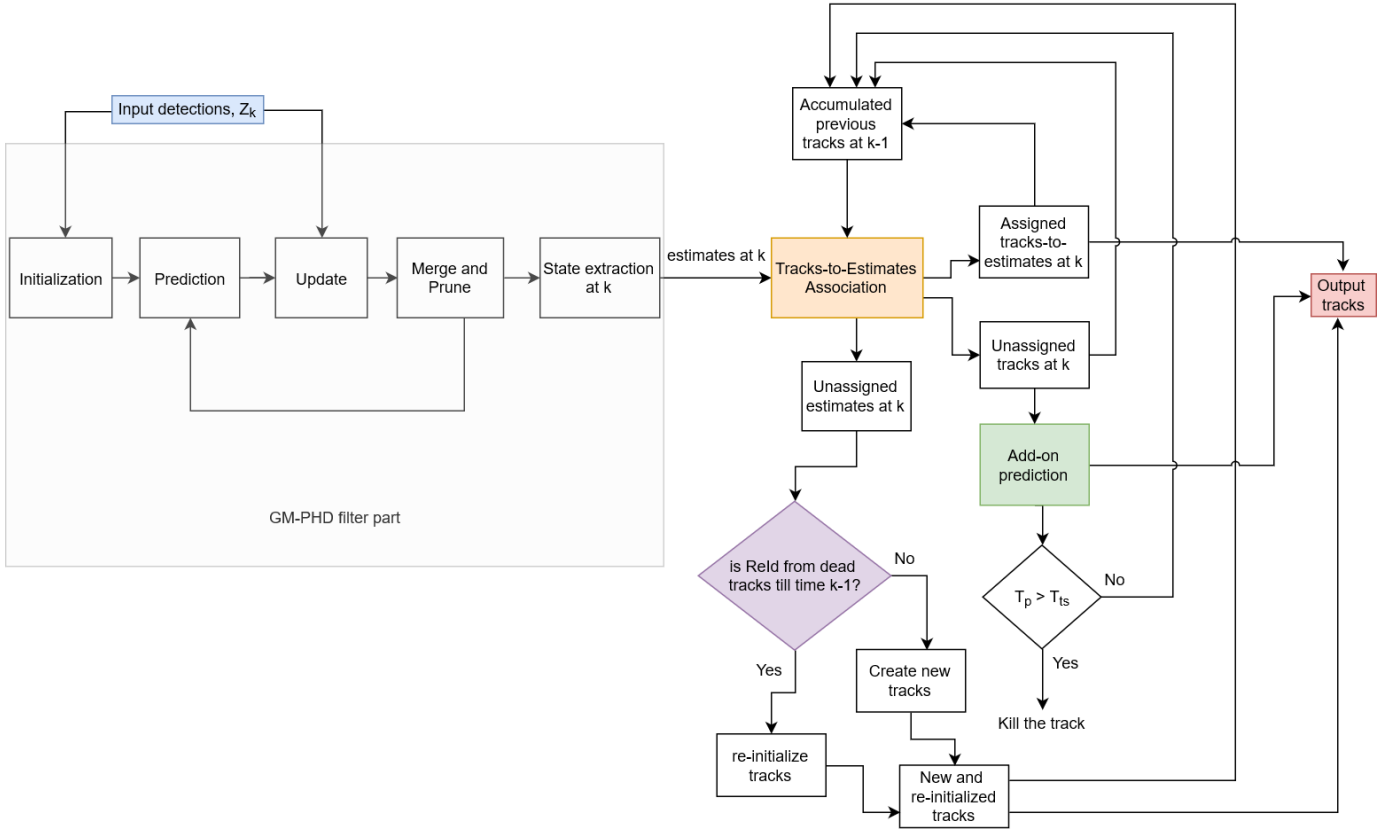 Input detections, Zk
Initialization
Prediction
Update
Merge and
Prune
State extraction
at k
GM-PHD filter part
estimates at k
Accumulated
previous
tracks at k-1
Tracks-to-Estimates
Association
Assigned
tracks-to-
estimates at k
Output
tracks
Unassigned
tracks at k
Unassigned
estimates at k
Add-on
prediction
is ReId from dead
tracks till time k-1?
No
Yes
Tp > Tts
No
Yes
Kill the track
Create new
tracks
re-initialize
tracks
New and
re-initialized
tracks